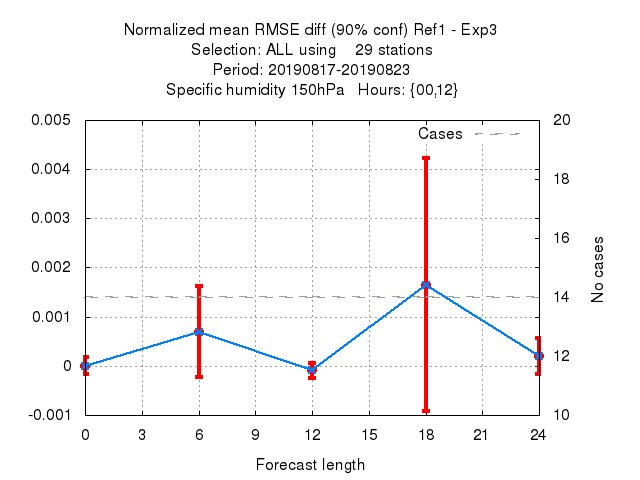 Normalized mean RMSE diff (90% conf) Ref1 - Exp3
Selection: ALL using    29 stations
Period: 20190817-20190823
Specific humidity 150hPa   Hours: {00,12}
Cases
0.005
0.004
0.003
0.002
0.001
0
-0.001
20
18
16
14
12
10
No cases
0 3 6 9 12 15 18 21 24
Forecast length